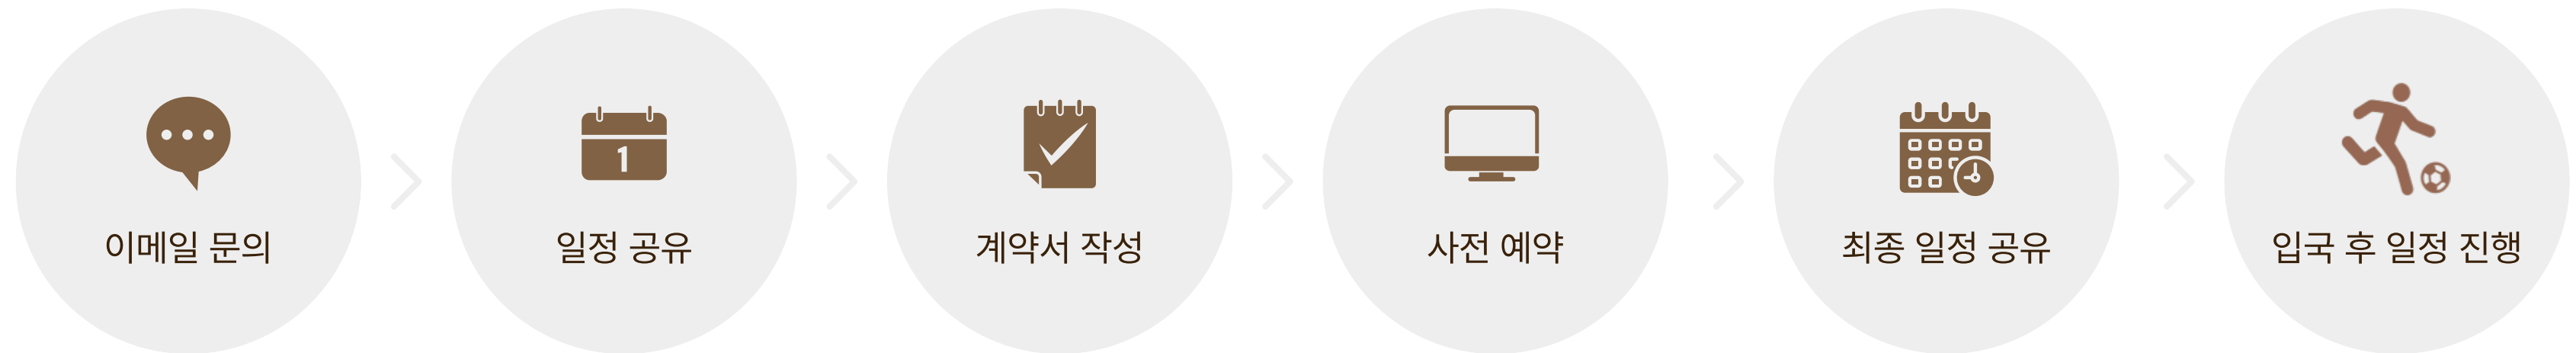 1
이메일 문의
일정 공유
계약서 작성
사전 예약
최종 일정 공유
입국 후 일정 진행